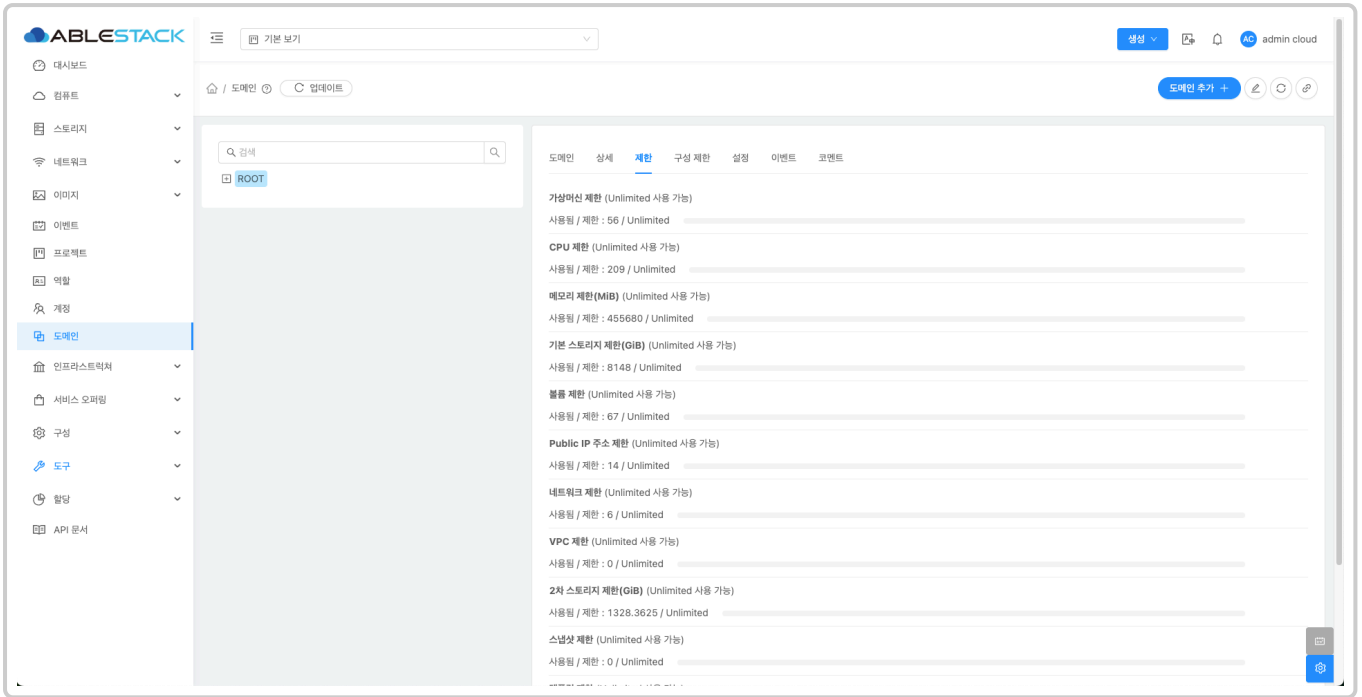 ABLESTACK
기본 보기
생성
AC
admin cloud
대시보드
컴퓨트
스토리지
네트워크
이미지
이벤트
프로젝트
역할
계정
도메인
인프라스트럭쳐
서비스 오퍼링
구성
도구
할당
API 문서
/ 도메인
업데이트
도메인 추가 +
검색
ROOT
도메인 상세 제한 구성 제한 설정 이벤트 코멘트
가상머신 제한 (Unlimited 사용 가능)
사용됨 / 제한 : 56 / Unlimited
CPU 제한 (Unlimited 사용 가능)
사용됨 / 제한 : 209 / Unlimited
메모리 제한(MiB) (Unlimited 사용 가능)
사용됨 / 제한 : 455680 / Unlimited
기본 스토리지 제한(GiB) (Unlimited 사용 가능)
사용됨 / 제한 : 8148 / Unlimited
볼륨 제한 (Unlimited 사용 가능)
사용됨 / 제한 : 67 / Unlimited
Public IP 주소 제한 (Unlimited 사용 가능)
사용됨 / 제한 : 14 / Unlimited
네트워크 제한 (Unlimited 사용 가능)
사용됨 / 제한 : 6 / Unlimited
VPC 제한 (Unlimited 사용 가능)
사용됨 / 제한 : 0 / Unlimited
2차 스토리지 제한(GiB) (Unlimited 사용 가능)
사용됨 / 제한 : 1328.3625 / Unlimited
스냅샷 제한 (Unlimited 사용 가능)
사용됨 / 제한 : 0 / Unlimited